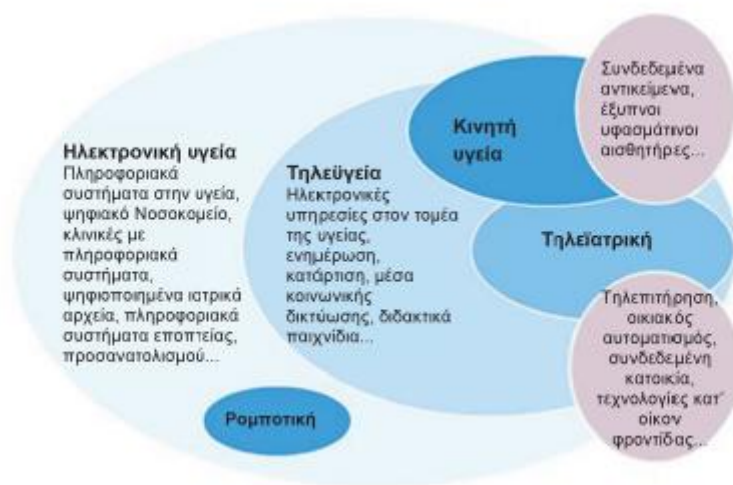 Ηλεκτρονική υγεία
Πληροφοριακά
συστήματα στην υγεία,
ψηφιακό Νοσοκομείο,
κλινικές με
πληροφοριακά
συστήματα,
ψηφιοποιημένα ιατρικά
αρχεία, πληροφοριακά
συστήματα εποπτείας,
προσανατολισμού...
Τηλεϋγεία
Ηλεκτρονικές
υπηρεσίες στον τομέα
της υγείας,
ενημέρωση,
κατάρτιση, μέσα
κοινωνικής
δικτύωσης, διδακτικά
παιχνίδια...
Κινητή
υγεία
Συνδεδεμένα
αντικείμενα,
έξυπνοι
υφασμάτινοι
αισθητήρες...
Τηλεϊατρική
Τηλεπιτήρηση,
οικιακός
αυτοματισμός,
συνδεδεμένη
κατοικία,
τεχνολογίες κατ΄
οίκον
φροντίδας...
Ρομποτική